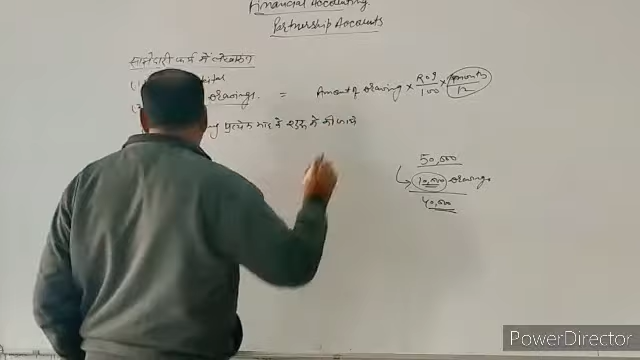 Financial Accounting
Partnership Accounts
साझेदारी फर्म में लेखांकन
(1)
Drawings. = Amount of drawing × ROI/100 × months/12
प्रत्येक माह के शुरू में की जाये
50,000
10,000 drawings
40,000
PowerDirector